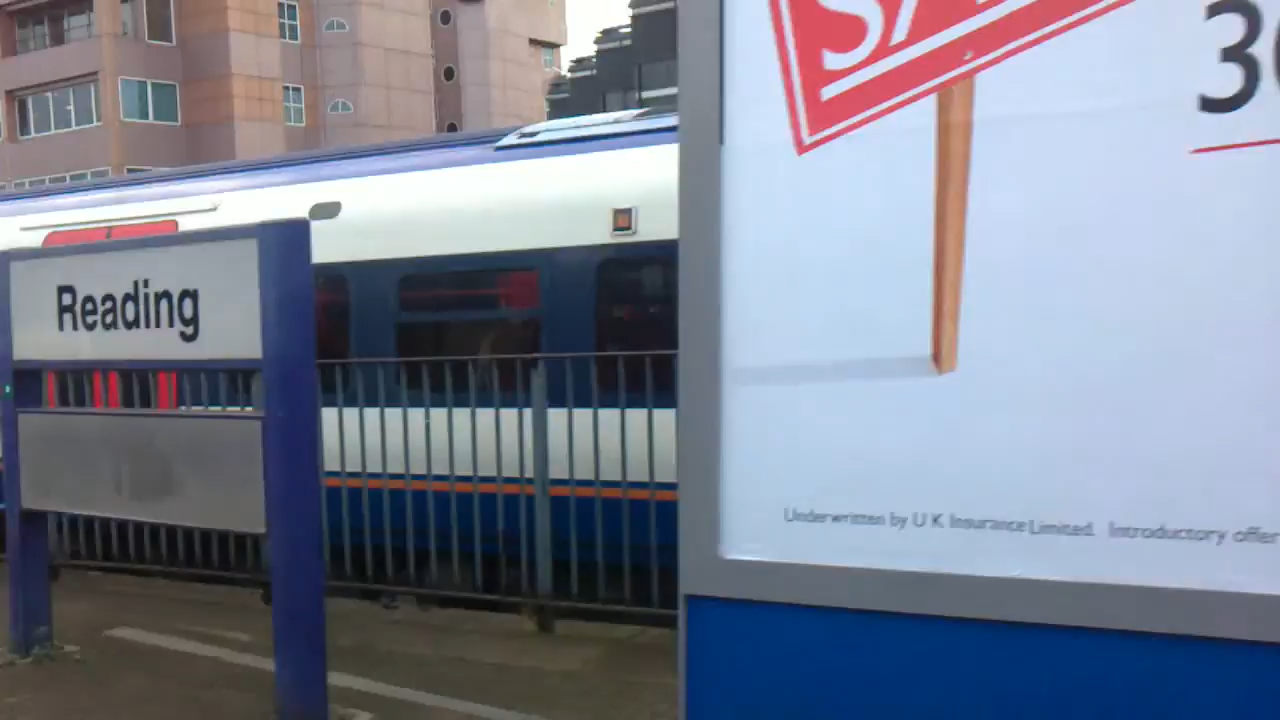 Reading
Underwritten by U K Insurance Limited. Introductory offer